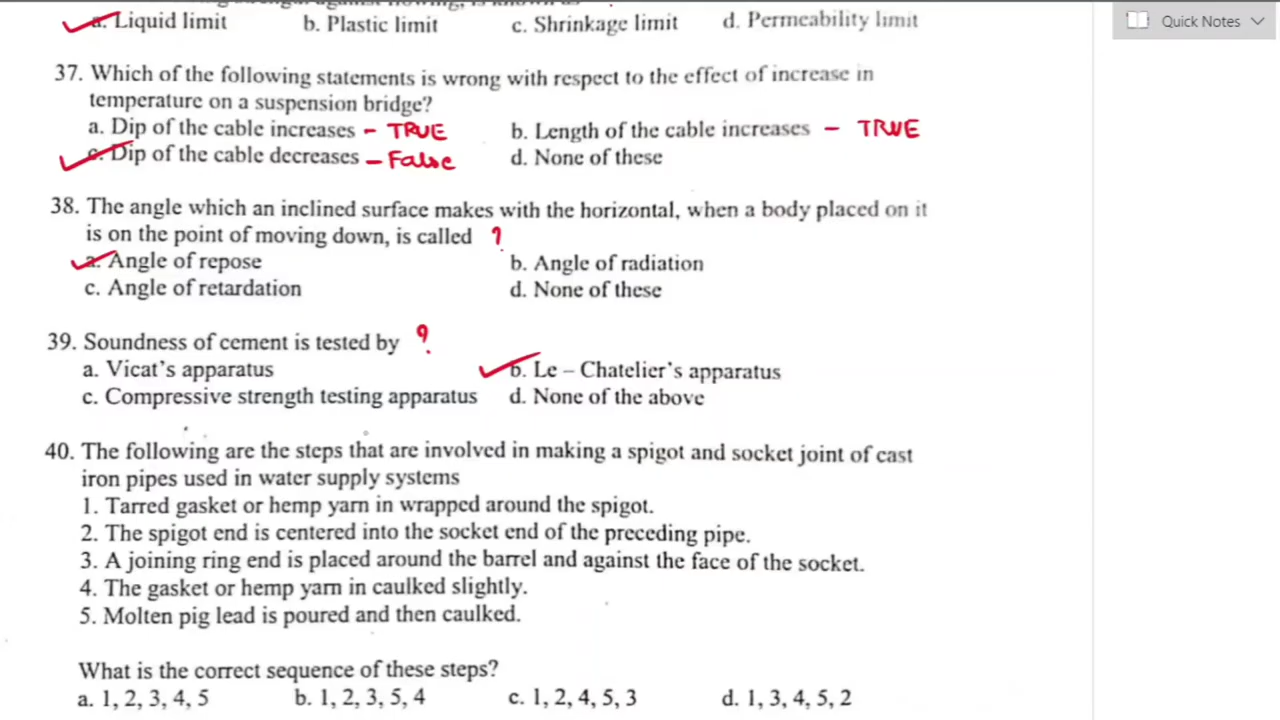 a. Liquid limit b. Plastic limit c. Shrinkage limit d. Permeability limit
Quick Notes
37. Which of the following statements is wrong with respect to the effect of increase in
temperature on a suspension bridge?
a. Dip of the cable increases - TRUE b. Length of the cable increases - TRUE
c. Dip of the cable decreases - False d. None of these
38. The angle which an inclined surface makes with the horizontal, when a body placed on it
is on the point of moving down, is called ?
a. Angle of repose b. Angle of radiation
c. Angle of retardation d. None of these
39. Soundness of cement is tested by ?
a. Vicat's apparatus b. Le – Chatelier's apparatus
c. Compressive strength testing apparatus d. None of the above
40. The following are the steps that are involved in making a spigot and socket joint of cast
iron pipes used in water supply systems
1. Tarred gasket or hemp yarn in wrapped around the spigot.
2. The spigot end is centered into the socket end of the preceding pipe.
3. A joining ring end is placed around the barrel and against the face of the socket.
4. The gasket or hemp yarn in caulked slightly.
5. Molten pig lead is poured and then caulked.
What is the correct sequence of these steps?
a. 1, 2, 3, 4, 5 b. 1, 2, 3, 5, 4 c. 1, 2, 4, 5, 3 d. 1, 3, 4, 5, 2